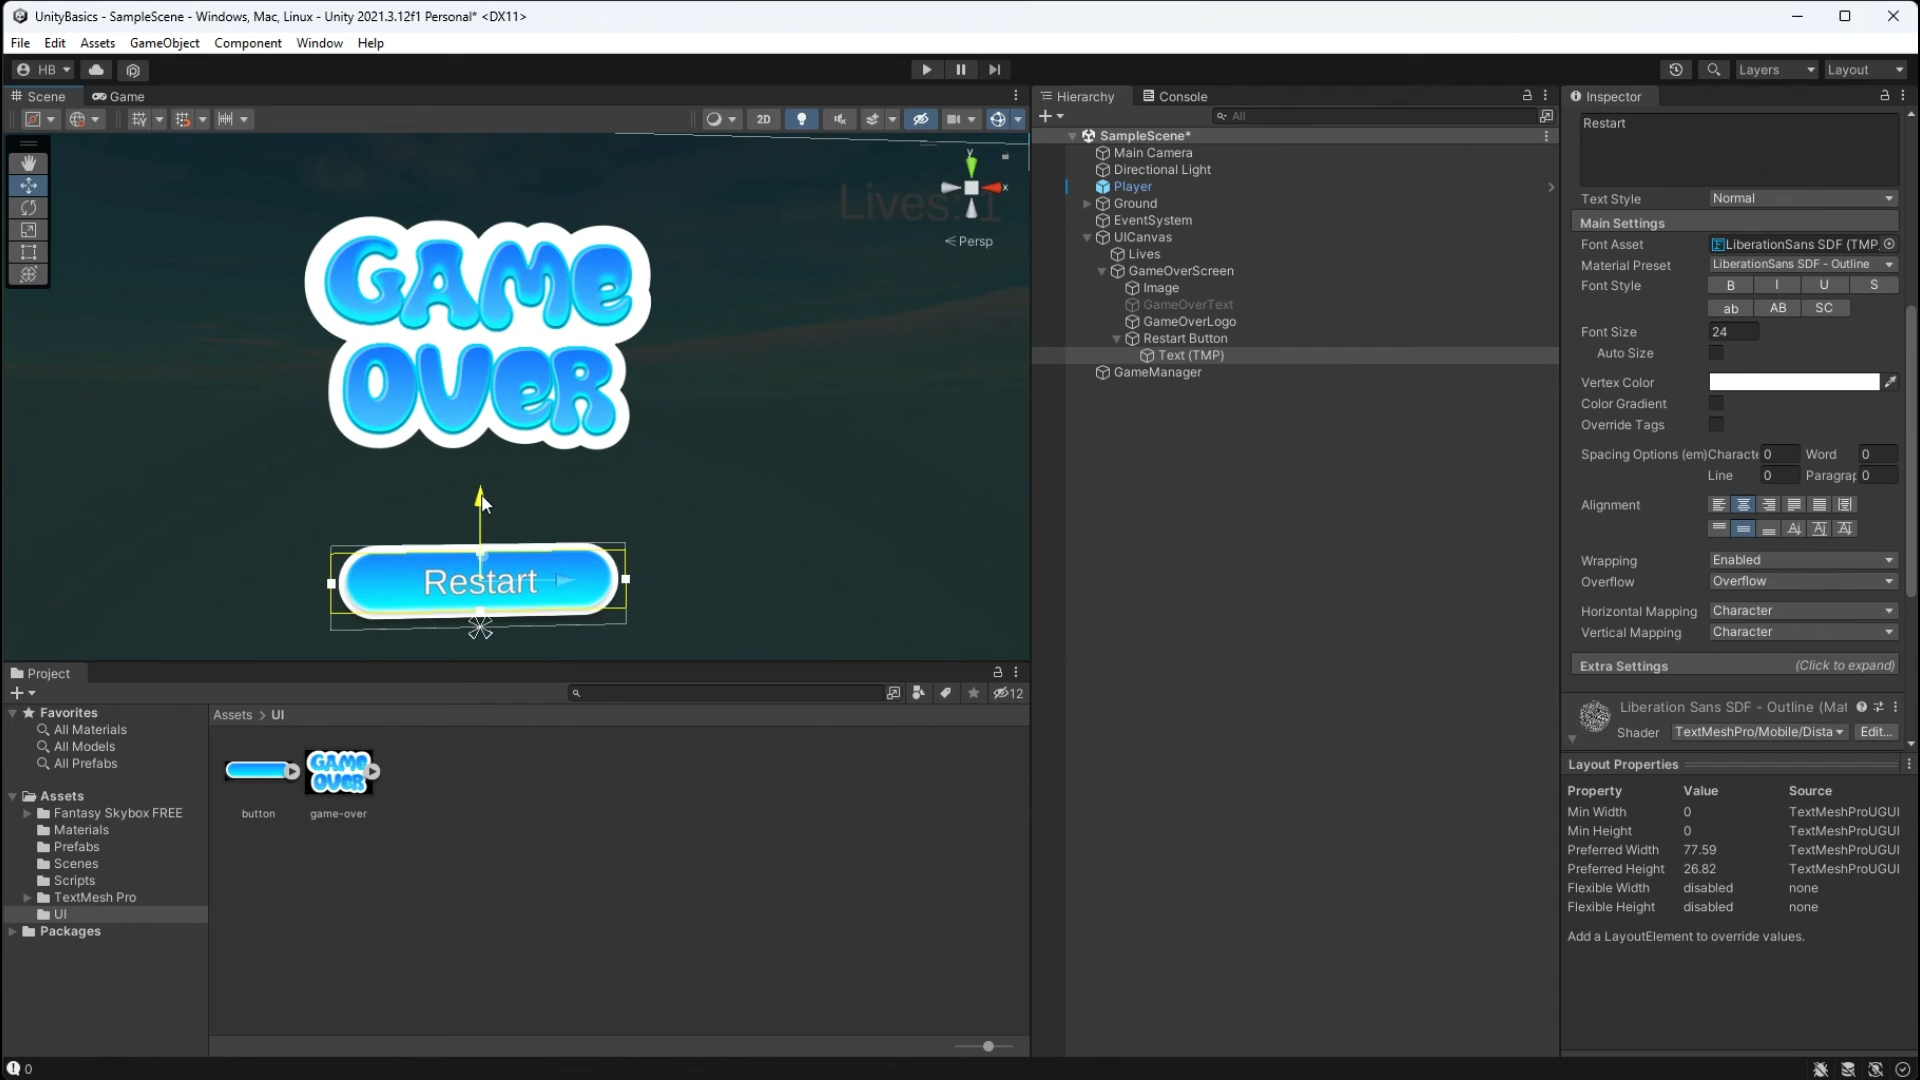 UnityBasics - SampleScene - Windows, Mac, Linux - Unity 2021.3.12f1 Personal* <DX11>
File Edit Assets GameObject Component Window Help
HB Layers Layout
Scene Game
2D
Lives: 1
Persp
GAME
OVER
Restart
Hierarchy Console
All
SampleScene*
Main Camera
Directional Light
Player
Ground
EventSystem
UICanvas
Lives
GameOverScreen
Image
GameOverText
GameOverLogo
Restart Button
Text (TMP)
GameManager
Inspector
Restart
Text Style Normal
Main Settings
Font Asset LiberationSans SDF (TMP
Material Preset LiberationSans SDF - Outline
Font Style B I U S
ab AB SC
Font Size 24
Auto Size
Vertex Color
Color Gradient
Override Tags
Spacing Options (em) Characte 0 Word 0
Line 0 Paragrap 0
Alignment
Wrapping Enabled
Overflow Overflow
Horizontal Mapping Character
Vertical Mapping Character
Extra Settings (Click to expand)
Liberation Sans SDF - Outline (Mat
Shader TextMeshPro/Mobile/Dista Edit...
Layout Properties
Property Value Source
Min Width 0 TextMeshProUGUI
Min Height 0 TextMeshProUGUI
Preferred Width 77.59 TextMeshProUGUI
Preferred Height 26.82 TextMeshProUGUI
Flexible Width disabled none
Flexible Height disabled none
Add a LayoutElement to override values.
Project
12
Favorites
All Materials
All Models
All Prefabs
Assets
Fantasy Skybox FREE
Materials
Prefabs
Scenes
Scripts
TextMesh Pro
UI
Packages
Assets > UI
GAME
OVER
button game-over
0